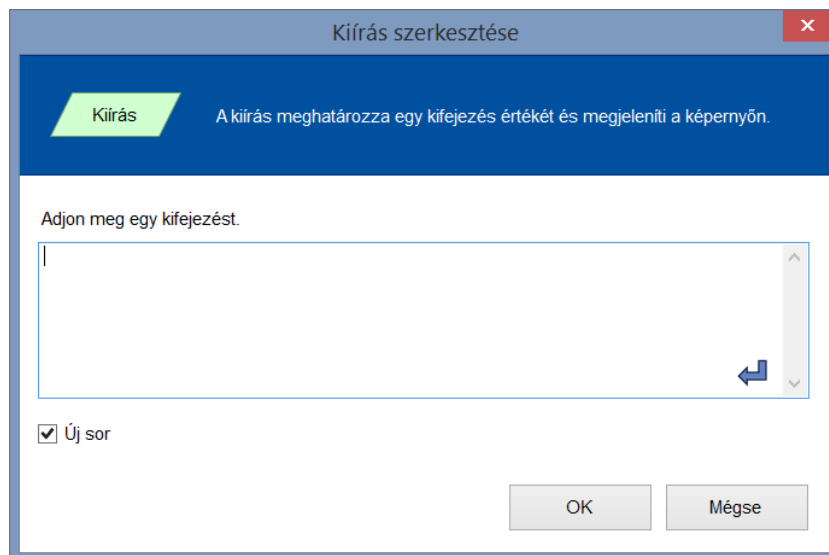 Kiírás szerkesztése
Kiírás
A kiírás meghatározza egy kifejezés értékét és megjeleníti a képernyőn.
Adjon meg egy kifejezést.
Új sor
OK
Mégse